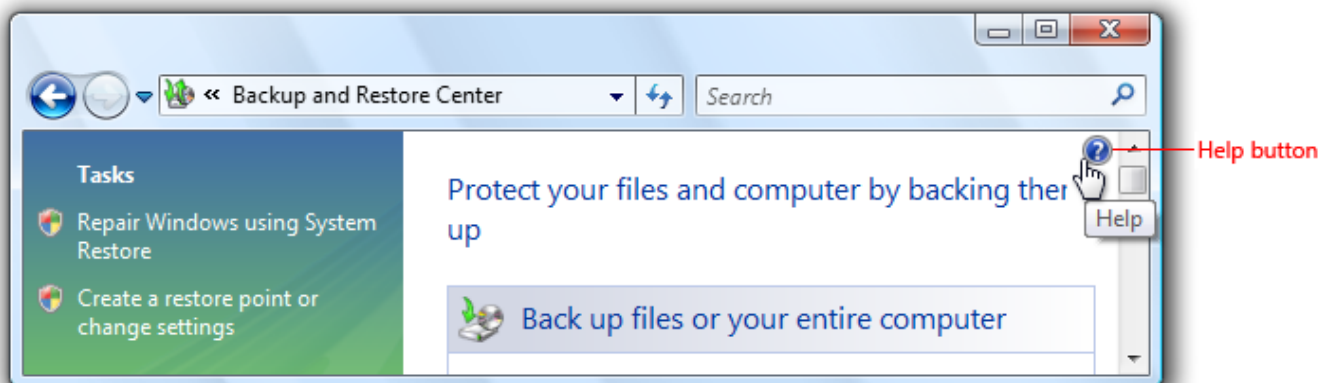 « Backup and Restore Center
Search
Help button
Tasks
Repair Windows using System
Restore
Create a restore point or
change settings
Protect your files and computer by backing
up
Help
Back up files or your entire computer